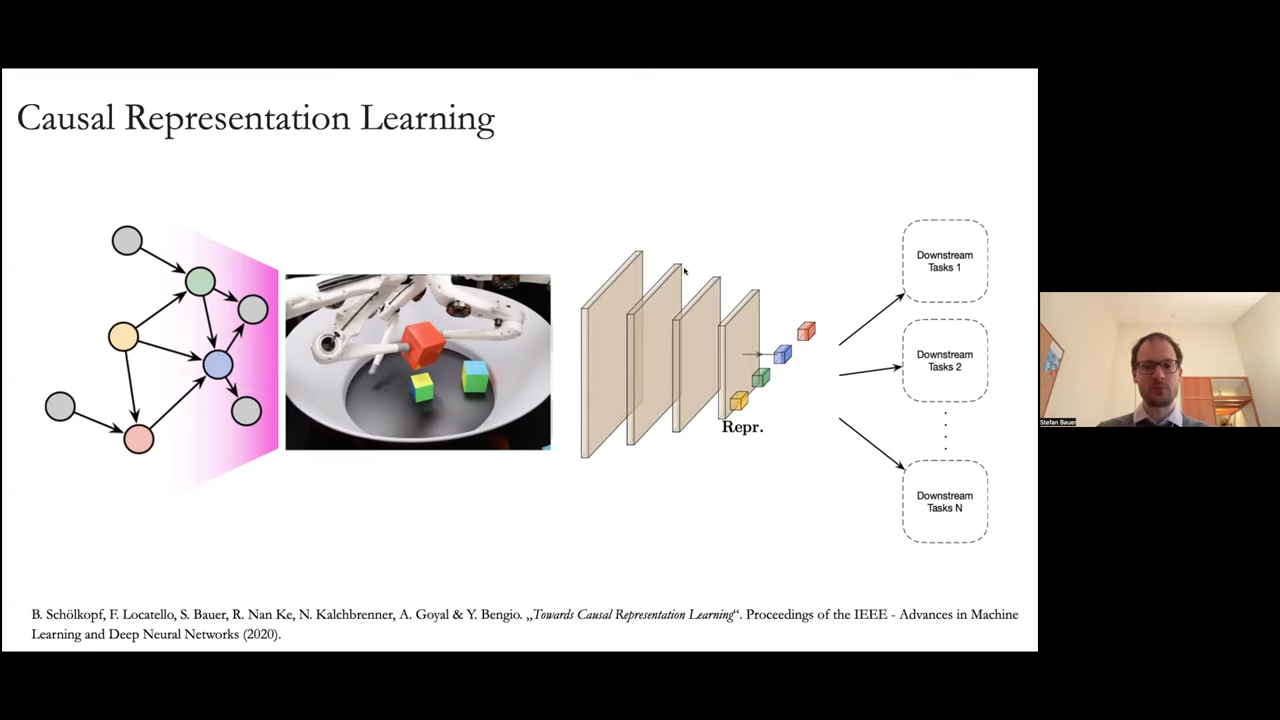 Causal Representation Learning
Downstream
Tasks 1
Downstream
Tasks 2
Downstream
Tasks N
Repr.
Stefan Bauer
B. Schölkopf, F. Locatello, S. Bauer, R. Nan Ke, N. Kalchbrenner, A. Goyal & Y. Bengio. „Towards Causal Representation Learning“. Proceedings of the IEEE - Advances in Machine
Learning and Deep Neural Networks (2020).